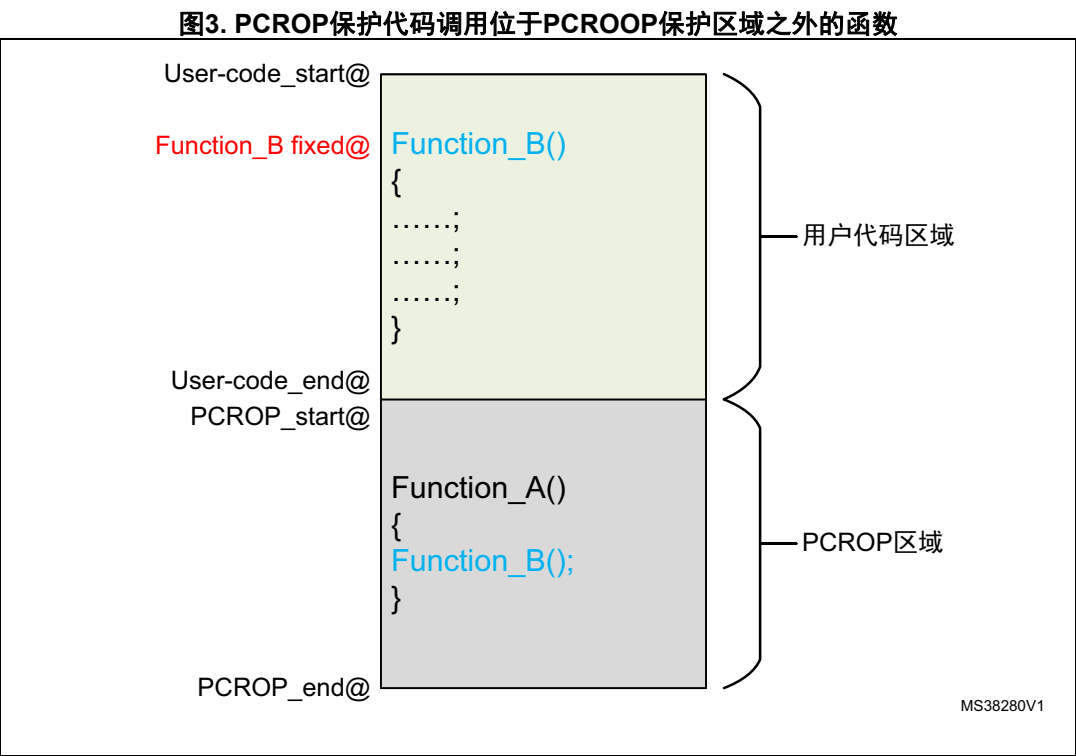 图3. PCROP保护代码调用位于PCROOP保护区域之外的函数
User-code_start@
Function_B fixed@
Function_B()
{
……;
……;
……;
}
用户代码区域
User-code_end@
PCROP_start@
Function_A()
{
Function_B();
}
PCROP区域
PCROP_end@
MS38280V1